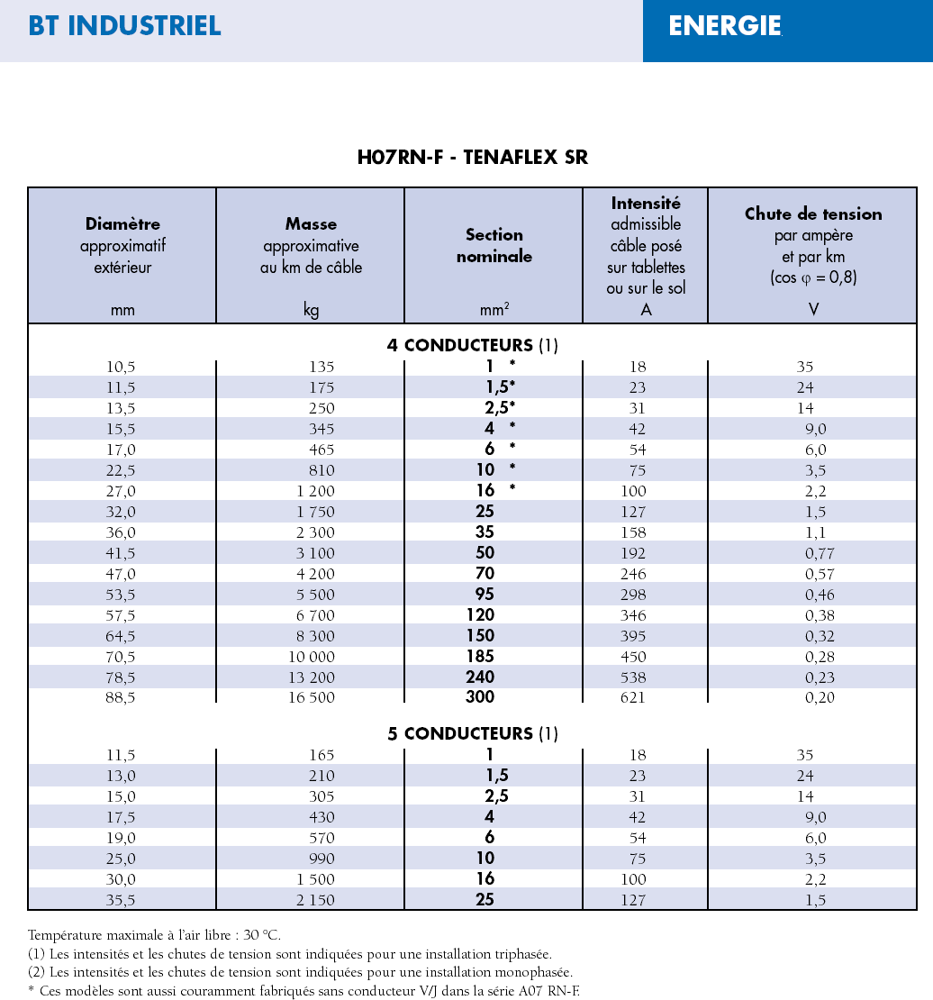 BT INDUSTRIEL
ENERGIE
H07RN-F - TENAFLEX SR
Diamètre approximatif extérieur mm
Masse approximative au km de câble kg
Section nominale mm²
Intensité admissible câble posé sur tablettes ou sur le sol A
Chute de tension par ampère et par km (cos φ = 0,8) V
4 CONDUCTEURS (1)
10,5 135 1 * 18 35
11,5 175 1,5* 23 24
13,5 250 2,5* 31 14
15,5 345 4 * 42 9,0
17,0 465 6 * 54 6,0
22,5 810 10 * 75 3,5
27,0 1 200 16 * 100 2,2
32,0 1 750 25 127 1,5
36,0 2 300 35 158 1,1
41,5 3 100 50 192 0,77
47,0 4 200 70 246 0,57
53,5 5 500 95 298 0,46
57,5 6 700 120 346 0,38
64,5 8 300 150 395 0,32
70,5 10 000 185 450 0,28
78,5 13 200 240 538 0,23
88,5 16 500 300 621 0,20
5 CONDUCTEURS (1)
11,5 165 1 18 35
13,0 210 1,5 23 24
15,0 305 2,5 31 14
17,5 430 4 42 9,0
19,0 570 6 54 6,0
25,0 990 10 75 3,5
30,0 1 500 16 100 2,2
35,5 2 150 25 127 1,5
Température maximale à l'air libre : 30 °C.
(1) Les intensités et les chutes de tension sont indiquées pour une installation triphasée.
(2) Les intensités et les chutes de tension sont indiquées pour une installation monophasée.
* Ces modèles sont aussi couramment fabriqués sans conducteur V/J dans la série A07 RN-F.